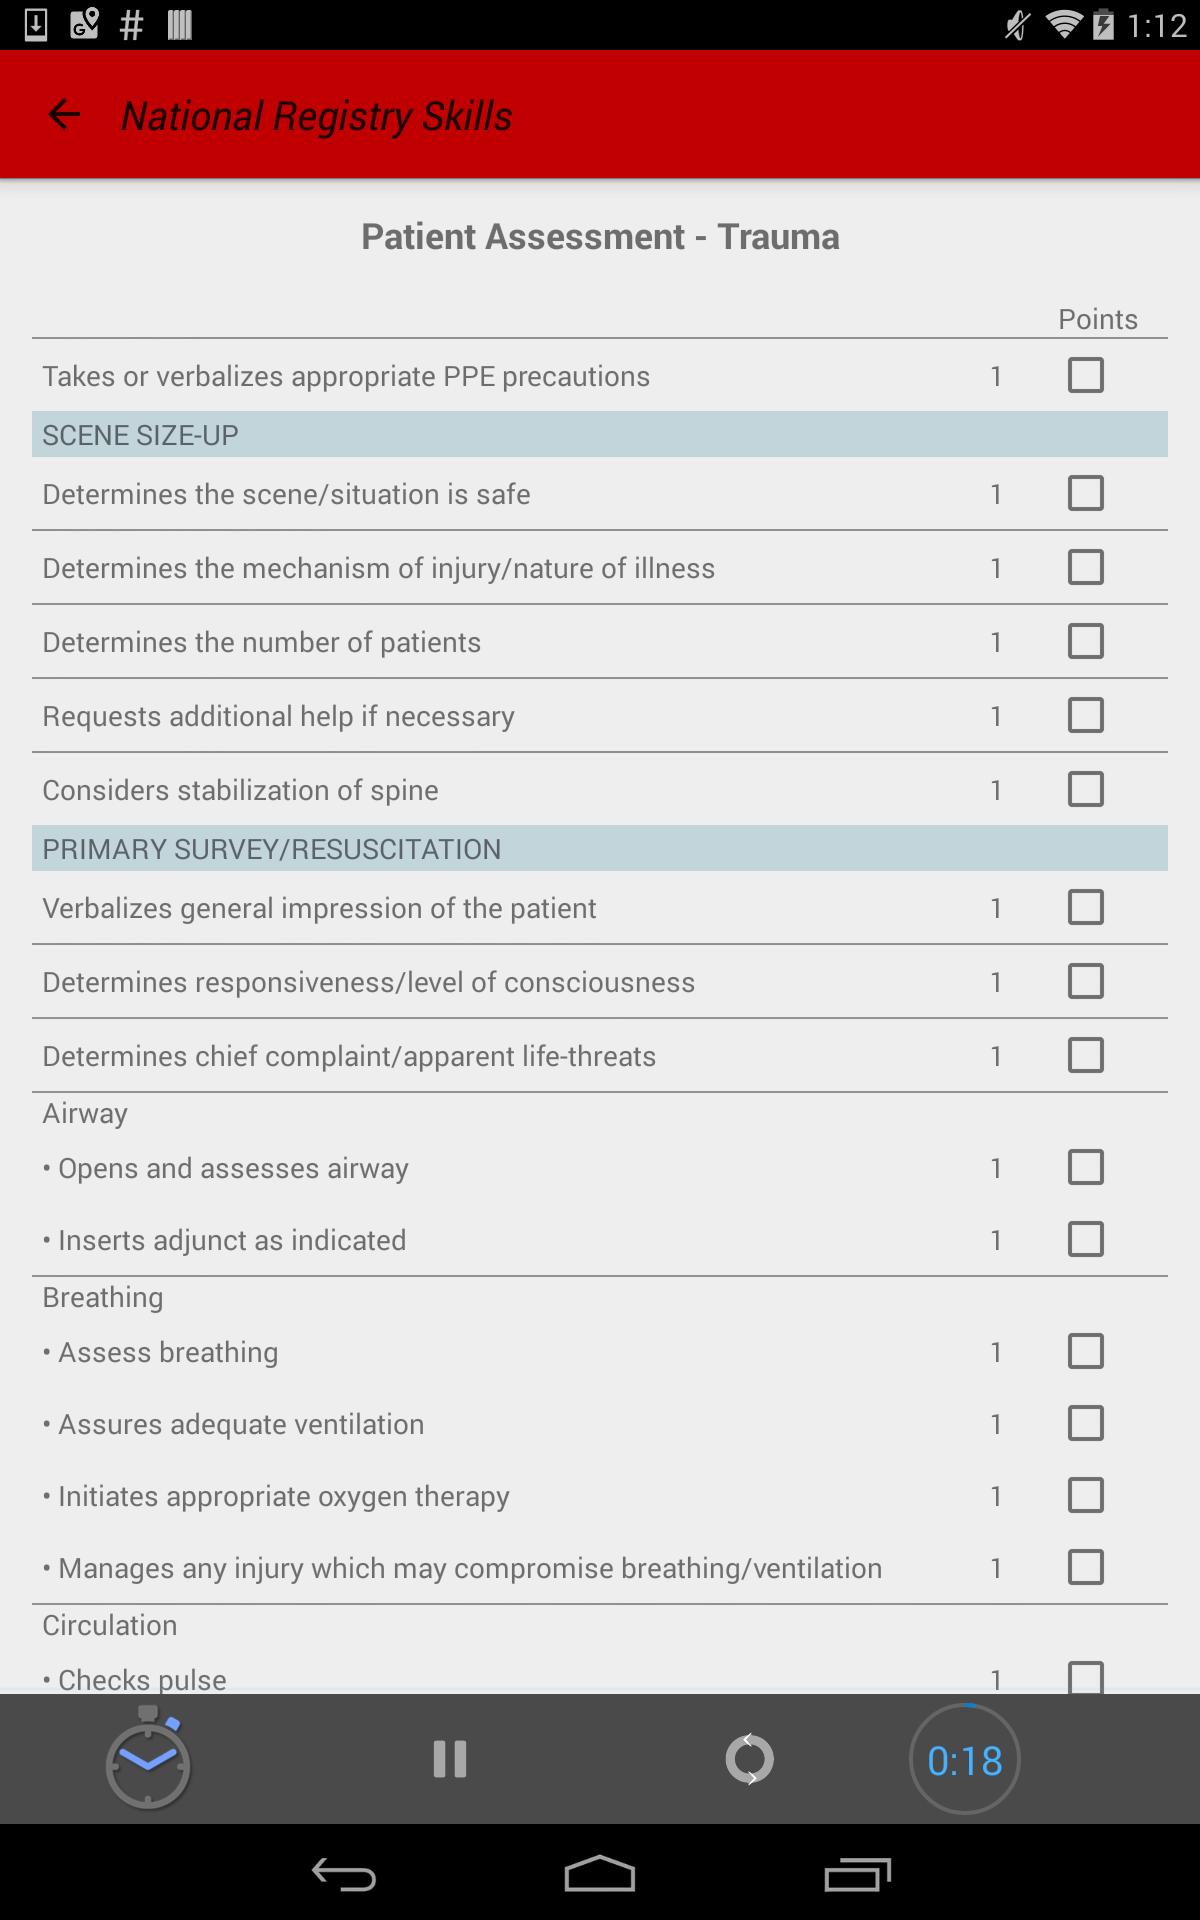 # 1:12
National Registry Skills
Patient Assessment - Trauma
Points
Takes or verbalizes appropriate PPE precautions 1
SCENE SIZE-UP
Determines the scene/situation is safe 1
Determines the mechanism of injury/nature of illness 1
Determines the number of patients 1
Requests additional help if necessary 1
Considers stabilization of spine 1
PRIMARY SURVEY/RESUSCITATION
Verbalizes general impression of the patient 1
Determines responsiveness/level of consciousness 1
Determines chief complaint/apparent life-threats 1
Airway
• Opens and assesses airway 1
• Inserts adjunct as indicated 1
Breathing
• Assess breathing 1
• Assures adequate ventilation 1
• Initiates appropriate oxygen therapy 1
• Manages any injury which may compromise breathing/ventilation 1
Circulation
• Checks pulse 1
0:18